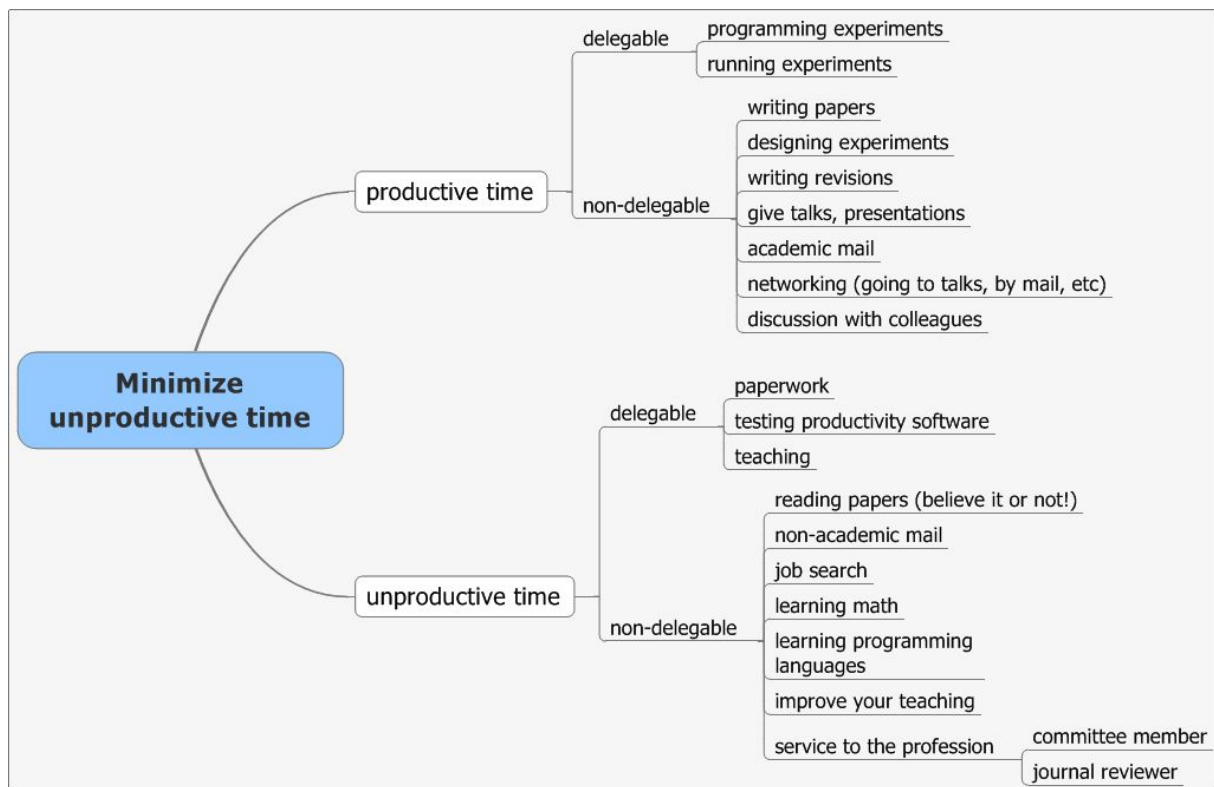 Minimize
unproductive time
productive time
delegable
programming experiments
running experiments
non-delegable
writing papers
designing experiments
writing revisions
give talks, presentations
academic mail
networking (going to talks, by mail, etc)
discussion with colleagues
unproductive time
delegable
paperwork
testing productivity software
teaching
non-delegable
reading papers (believe it or not!)
non-academic mail
job search
learning math
learning programming
languages
improve your teaching
service to the profession
committee member
journal reviewer